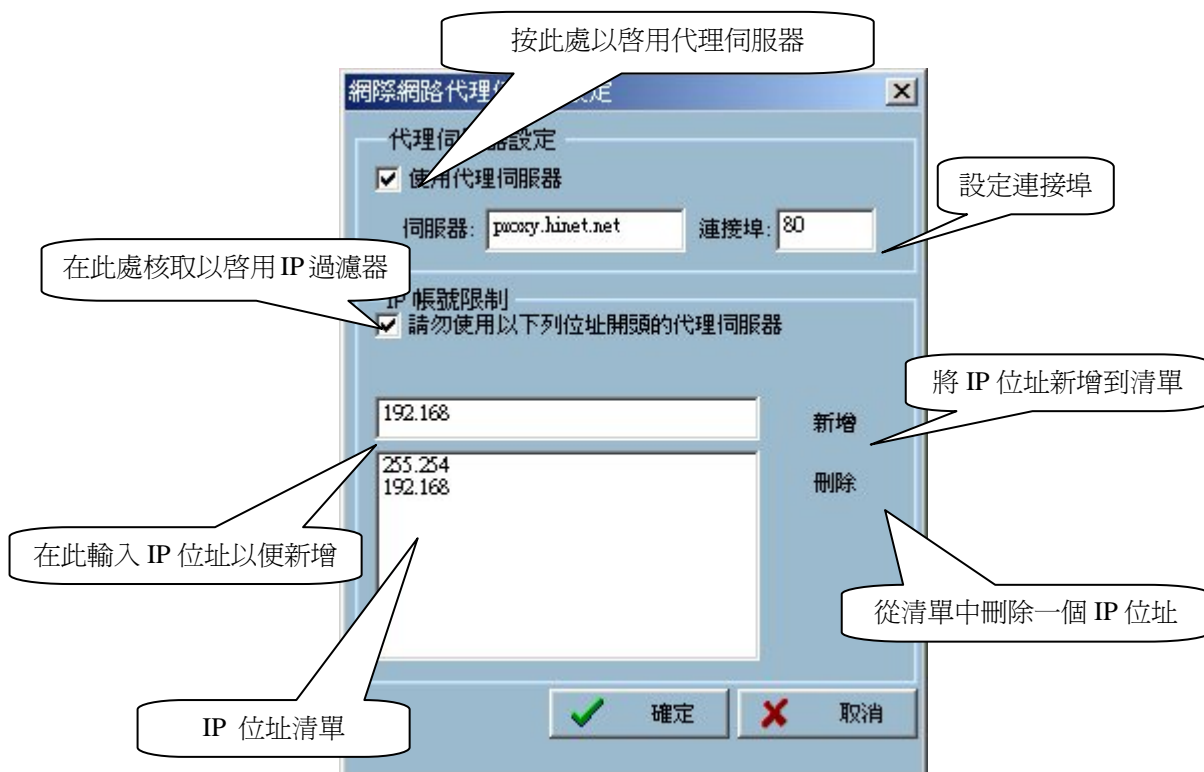 按此處以啓用代理伺服器
網際網路代理 定
代理伺服器設定
使用代理伺服器
設定連接埠
伺服器: proxy.hinet.net 連接埠: 80
在此處核取以啓用 IP 過濾器
IP 帳號限制
請勿使用以下列位址開頭的代理伺服器
將 IP 位址新增到清單
192.168
新增
255.254
192.168
刪除
在此輸入 IP 位址以便新增
從清單中刪除一個 IP 位址
IP 位址清單
確定
取消